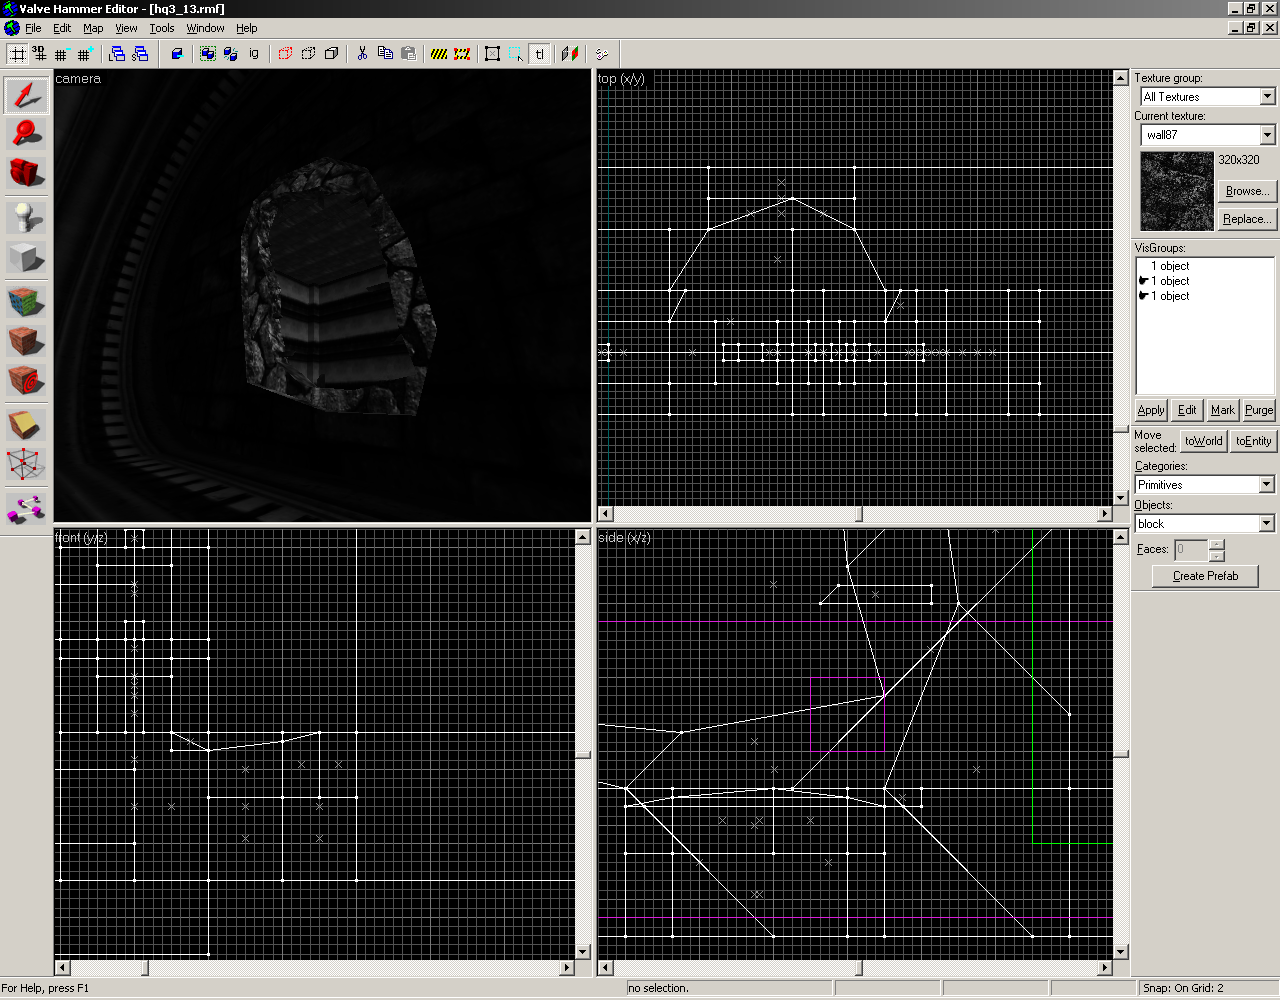 Valve Hammer Editor - [hq3_13.rmf]
File Edit Map View Tools Window Help
3D L S ig tl
camera
top (x/y)
front (y/z)
side (x/z)
Texture group:
All Textures
Current texture:
wall87
320x320
Browse...
Replace...
VisGroups:
1 object
1 object
1 object
Apply Edit Mark Purge
Move selected: toWorld toEntity
Categories:
Primitives
Objects:
block
Faces: 0
Create Prefab
For Help, press F1
no selection.
Snap: On Grid: 2